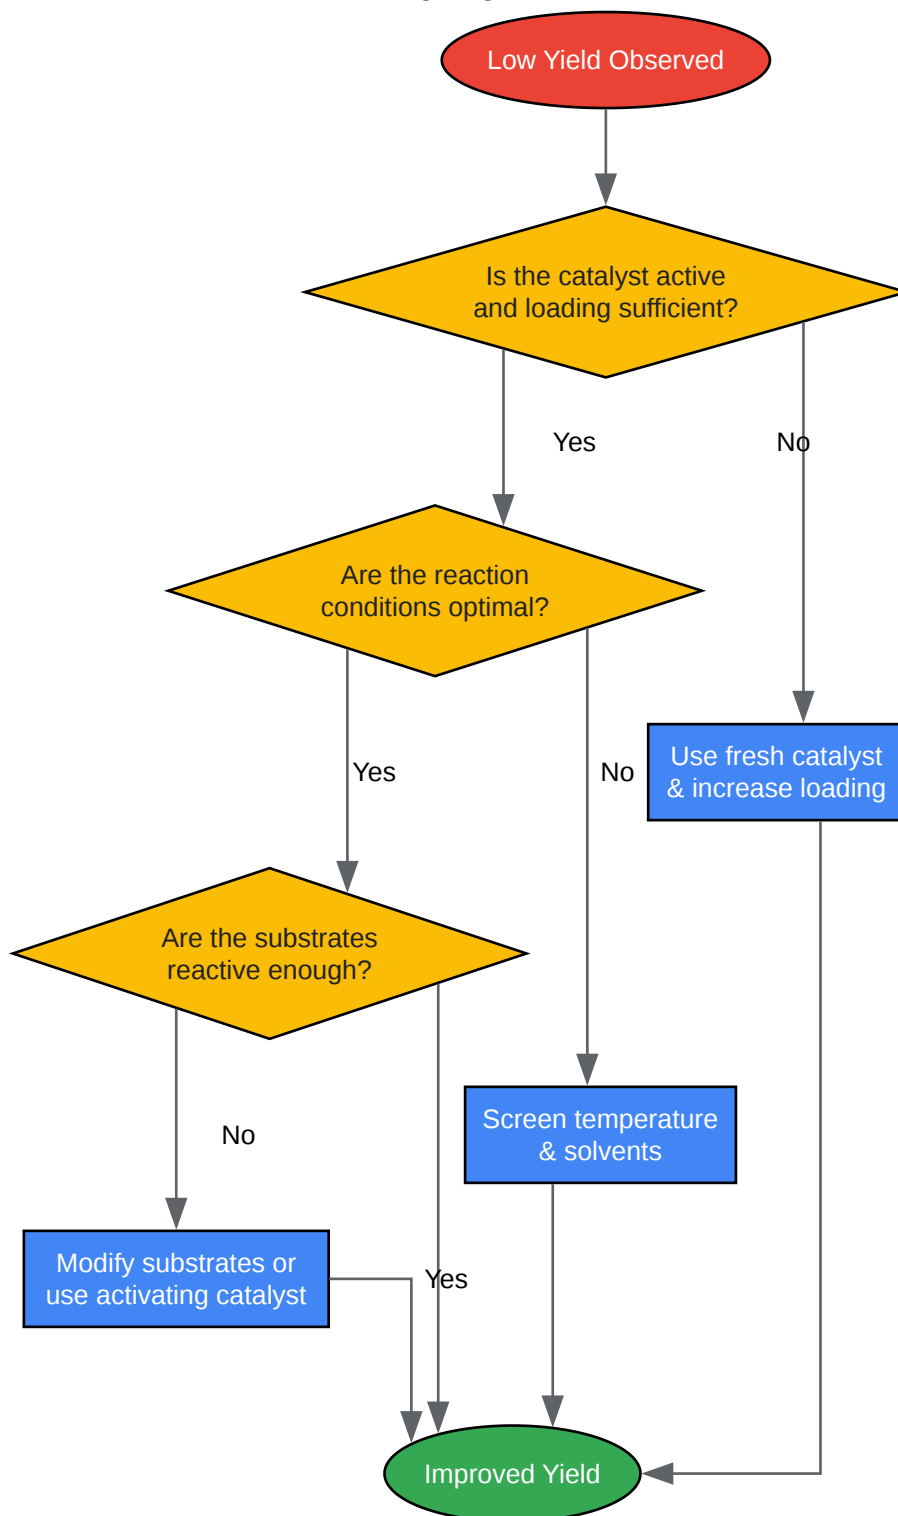 Low Yield Observed
Is the catalyst active
and loading sufficient?
Yes
No
Are the reaction
conditions optimal?
Yes
No
Use fresh catalyst
& increase loading
Are the substrates
reactive enough?
No
Screen temperature
& solvents
Modify substrates or
use activating catalyst
Yes
Improved Yield